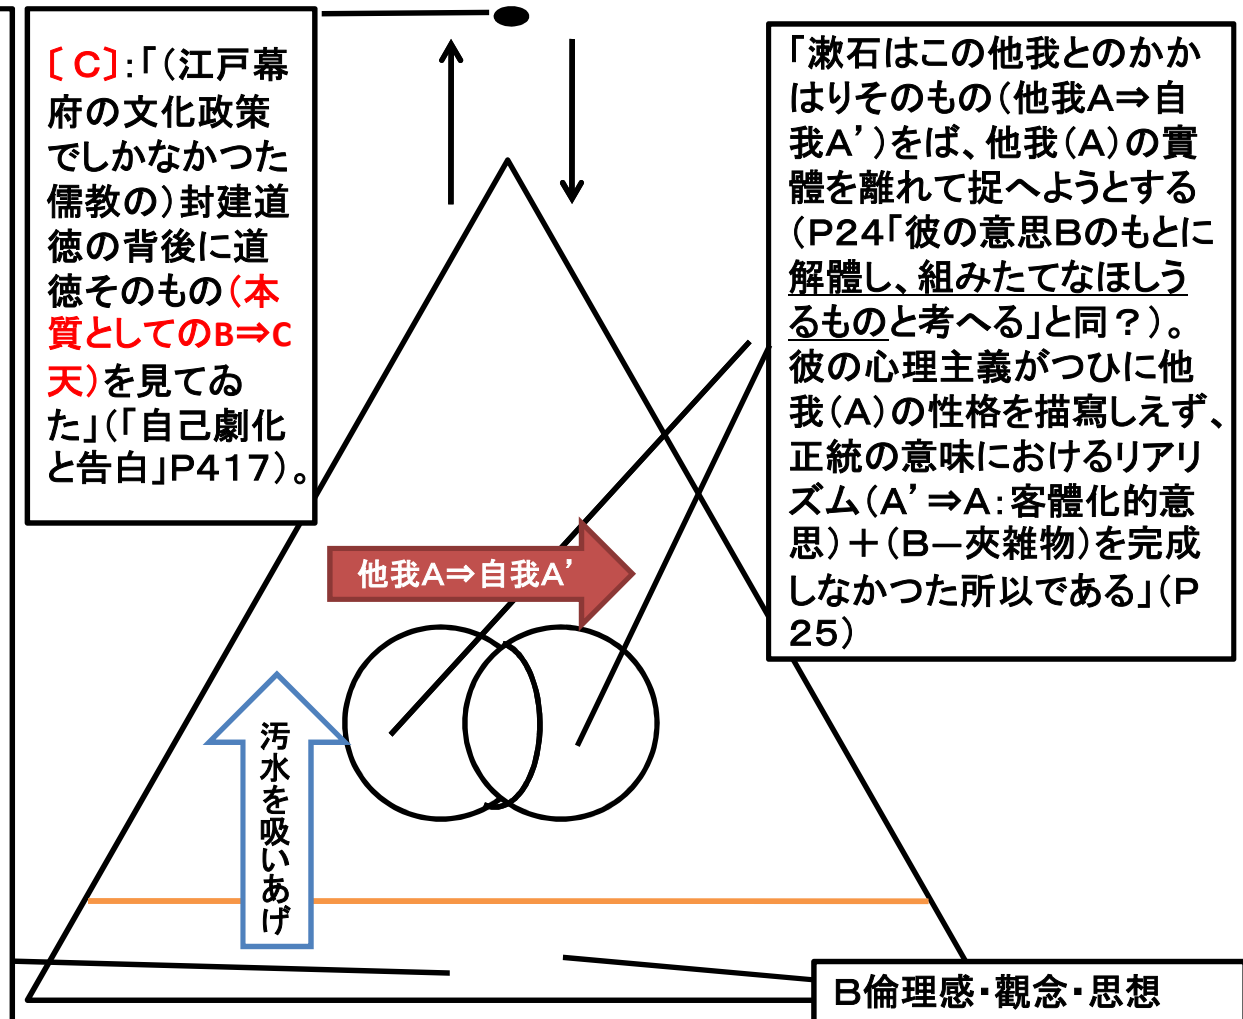 〔C〕:「(江戸幕
府の文化政策
でしかなかつた
儒教の)封建道
徳の背後に道
徳そのもの(本
質としてのB⇒C
天)を見てゐ
た」(「自己劇化
と告白」P417)。
「漱石はこの他我とのかか
はりそのもの(他我A⇒自
我A’)をば、他我(A)の實
體を離れて捉へようとする
(P24「彼の意思Bのもとに
解體し、組みたてなほしう
るものと考へる」と同?)。
彼の心理主義がつひに他
我(A)の性格を描寫しえず、
正統の意味におけるリアリ
ズム(A’⇒A:客體化的意
思)+(B―夾雑物)を完成
しなかつた所以である」(P
25)
他我A⇒自我A’
汚水を吸いあげ
B倫理感・觀念・思想